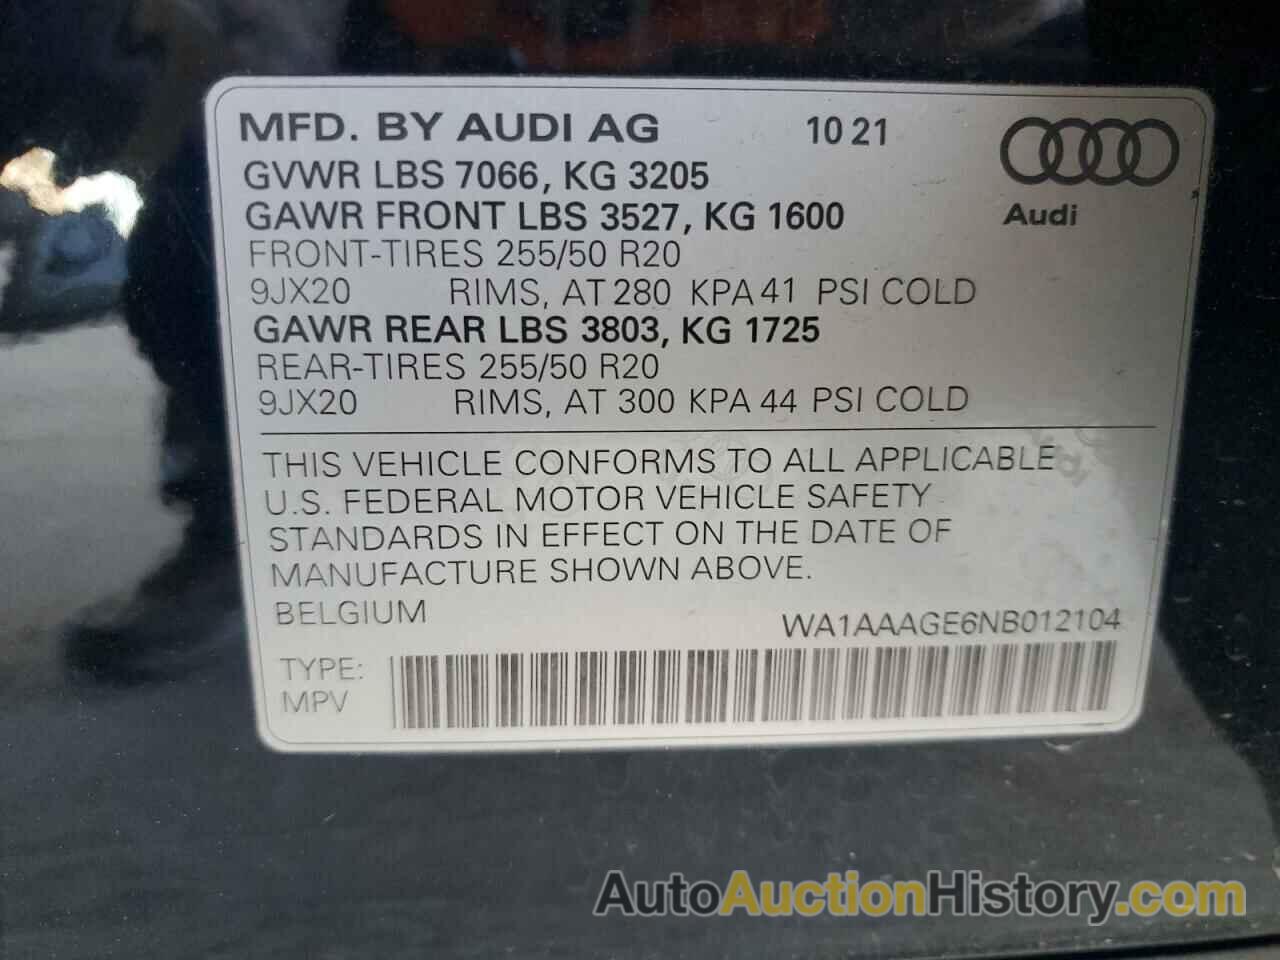 MFD. BY AUDI AG 10 21
GVWR LBS 7066, KG 3205
GAWR FRONT LBS 3527, KG 1600
Audi
FRONT-TIRES 255/50 R20
9JX20 RIMS, AT 280 KPA 41 PSI COLD
GAWR REAR LBS 3803, KG 1725
REAR-TIRES 255/50 R20
9JX20 RIMS, AT 300 KPA 44 PSI COLD
THIS VEHICLE CONFORMS TO ALL APPLICABLE
U.S. FEDERAL MOTOR VEHICLE SAFETY
STANDARDS IN EFFECT ON THE DATE OF
MANUFACTURE SHOWN ABOVE.
BELGIUM WA1AAAGE6NB012104
TYPE:
MPV
AutoAuctionHistory.com